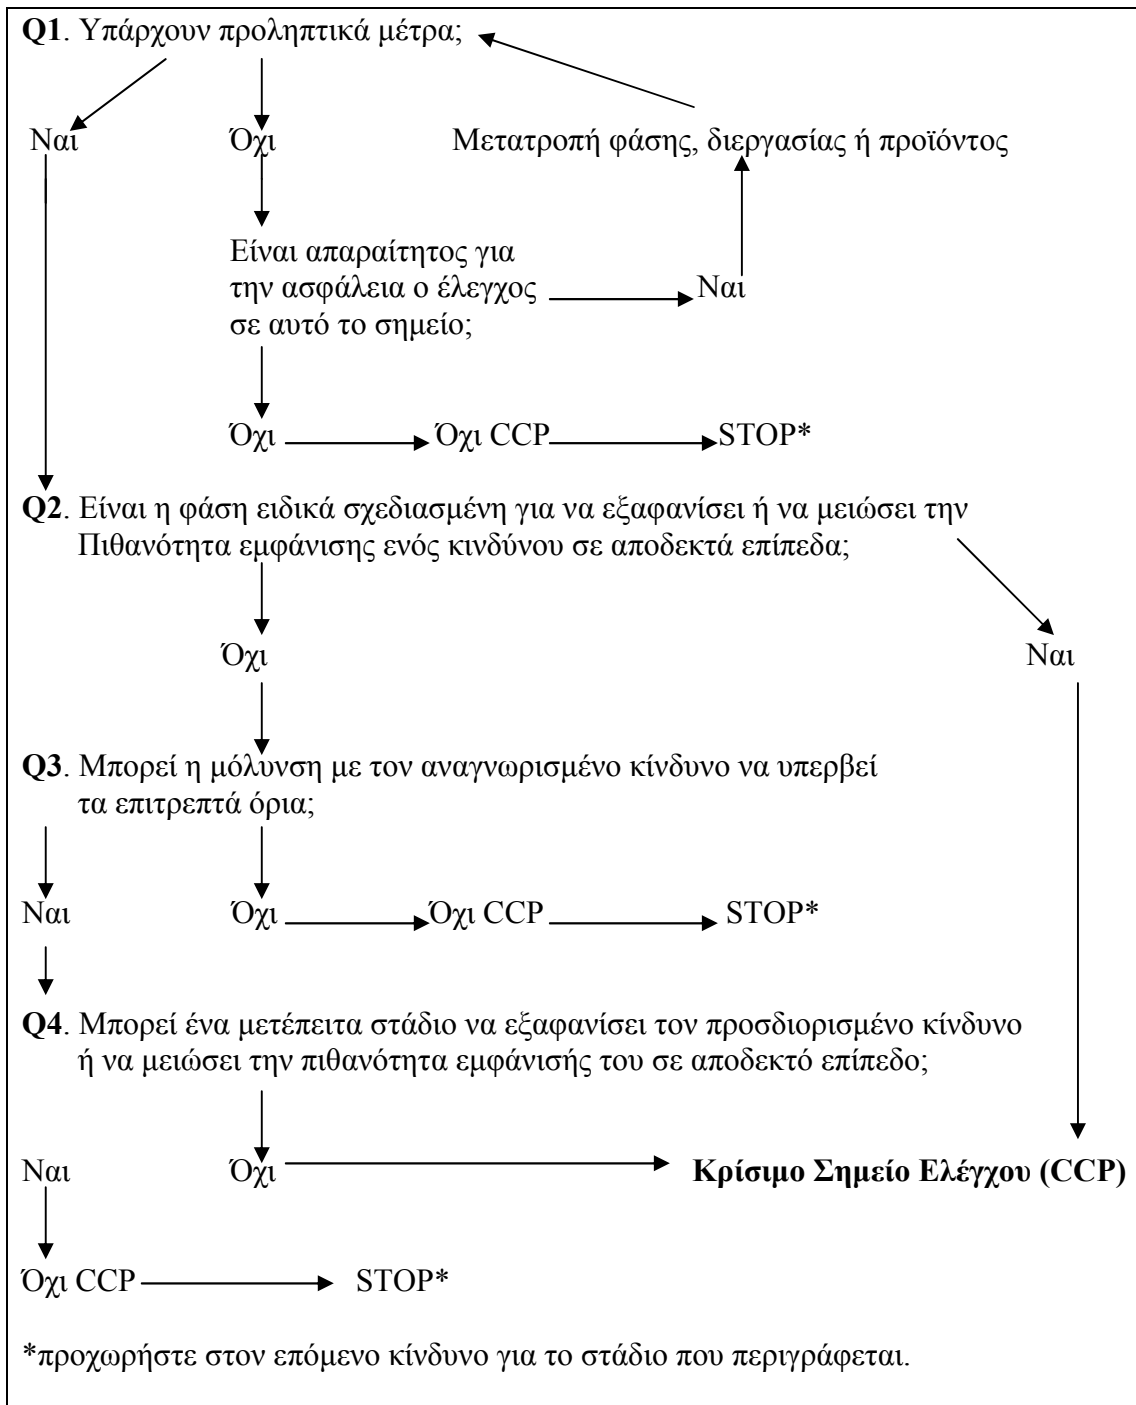 Q1. Υπάρχουν προληπτικά μέτρα;
Ναι Όχι Μετατροπή φάσης, διεργασίας ή προϊόντος
Είναι απαραίτητος για
την ασφάλεια ο έλεγχος Ναι
σε αυτό το σημείο;
Όχι Όχι CCP STOP*
Q2. Είναι η φάση ειδικά σχεδιασμένη για να εξαφανίσει ή να μειώσει την
Πιθανότητα εμφάνισης ενός κινδύνου σε αποδεκτά επίπεδα;
Όχι Ναι
Q3. Μπορεί η μόλυνση με τον αναγνωρισμένο κίνδυνο να υπερβεί
τα επιτρεπτά όρια;
Ναι Όχι Όχι CCP STOP*
Q4. Μπορεί ένα μετέπειτα στάδιο να εξαφανίσει τον προσδιορισμένο κίνδυνο
ή να μειώσει την πιθανότητα εμφάνισής του σε αποδεκτό επίπεδο;
Ναι Όχι Κρίσιμο Σημείο Ελέγχου (CCP)
Όχι CCP STOP*
*προχωρήστε στον επόμενο κίνδυνο για το στάδιο που περιγράφεται.